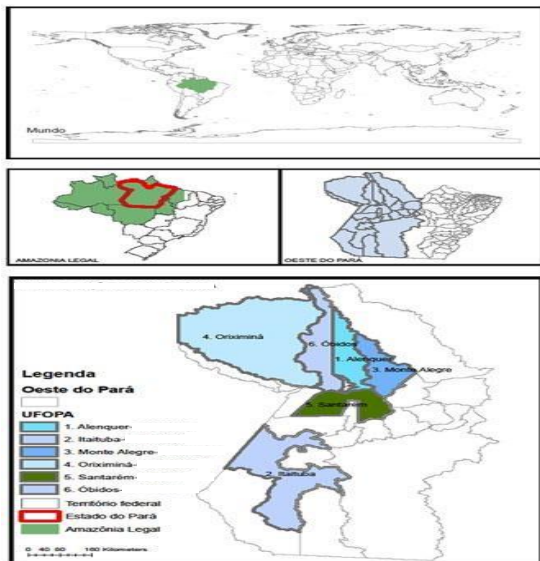 Mundo
AMAZONIA LEGAL
OESTE DO PARÁ
4. Oriximiná
6. Óbidos
1. Alenquer
3. Monte Alegre
5. Santarém
2. Itaituba
Legenda
Oeste do Pará
UFOPA
1. Alenquer-
2. Itaituba-
3. Monte Alegre-
4. Oriximiná-
5. Santarém-
6. Óbidos-
Território federal
Estado do Pará
Amazônia Legal
0 40 80 160 Kilometers